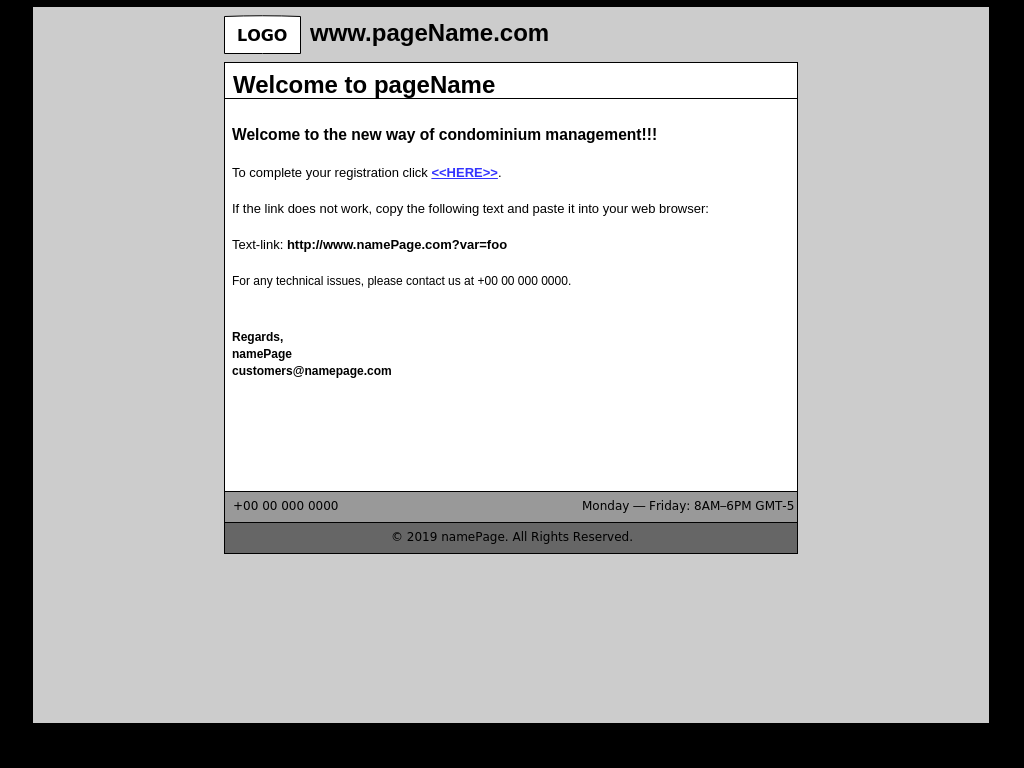 LOGO www.pageName.com
Welcome to pageName
Welcome to the new way of condominium management!!!
To complete your registration click <<HERE>>.
If the link does not work, copy the following text and paste it into your web browser:
Text-link: http://www.namePage.com?var=foo
For any technical issues, please contact us at +00 00 000 0000.
Regards,
namePage
customers@namepage.com
+00 00 000 0000 Monday — Friday: 8AM–6PM GMT-5
© 2019 namePage. All Rights Reserved.